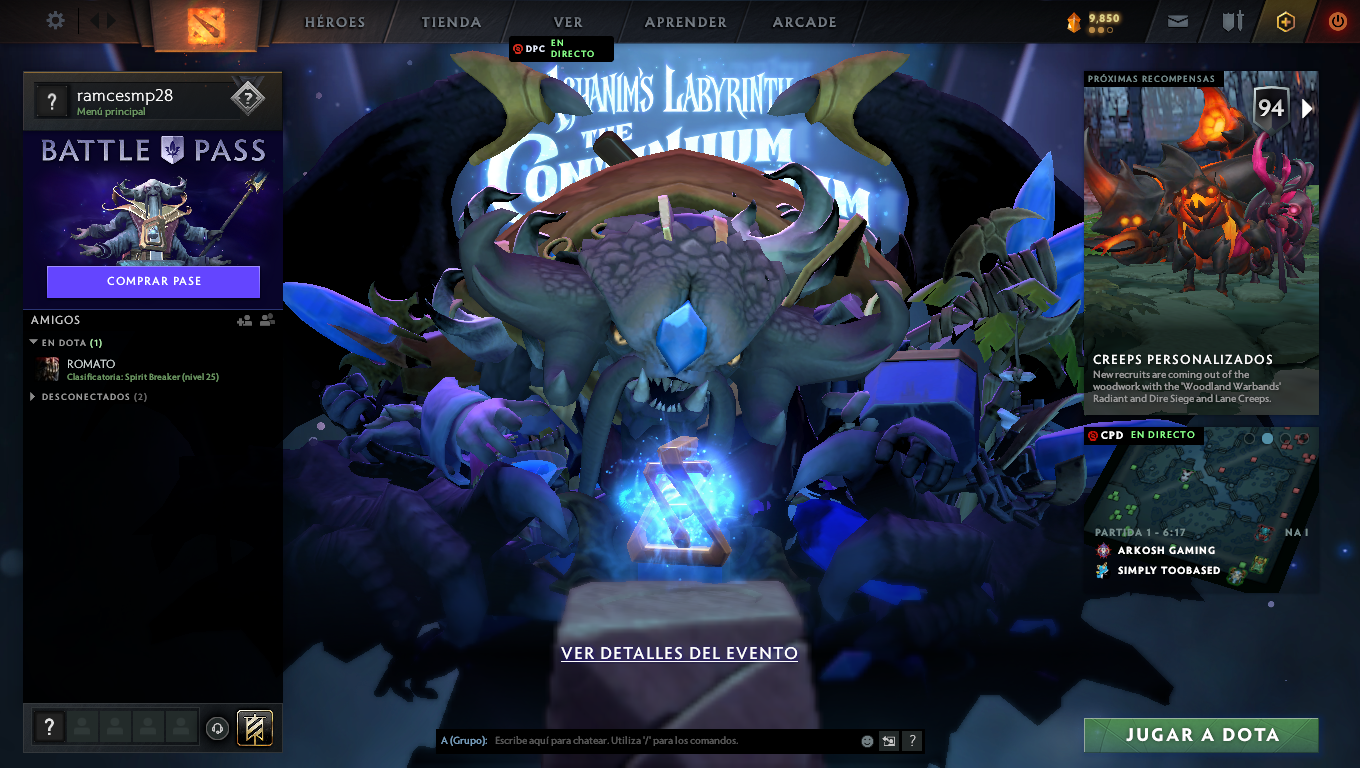 HÉROES
TIENDA
VER
APRENDER
ARCADE
9,850
DPC EN DIRECTO
?
ramcesmp28
Menú principal
?
BATTLE PASS
COMPRAR PASE
AMIGOS
EN DOTA (1)
ROMATO
Clasificatoria: Spirit Breaker (nivel 25)
DESCONECTADOS (2)
?
LABYRINTH
THE
VER DETALLES DEL EVENTO
A (Grupo): Escribe aquí para chatear. Utiliza '/' para los comandos.
?
PRÓXIMAS RECOMPENSAS
94
CREEPS PERSONALIZADOS
New recruits are coming out of the
woodwork with the 'Woodland Warbands'
Radiant and Dire Siege and Lane Creeps.
CPD EN DIRECTO
PARTIDA 1 - 6:17
NA I
ARKOSH GAMING
SIMPLY TOOBASED
JUGAR A DOTA